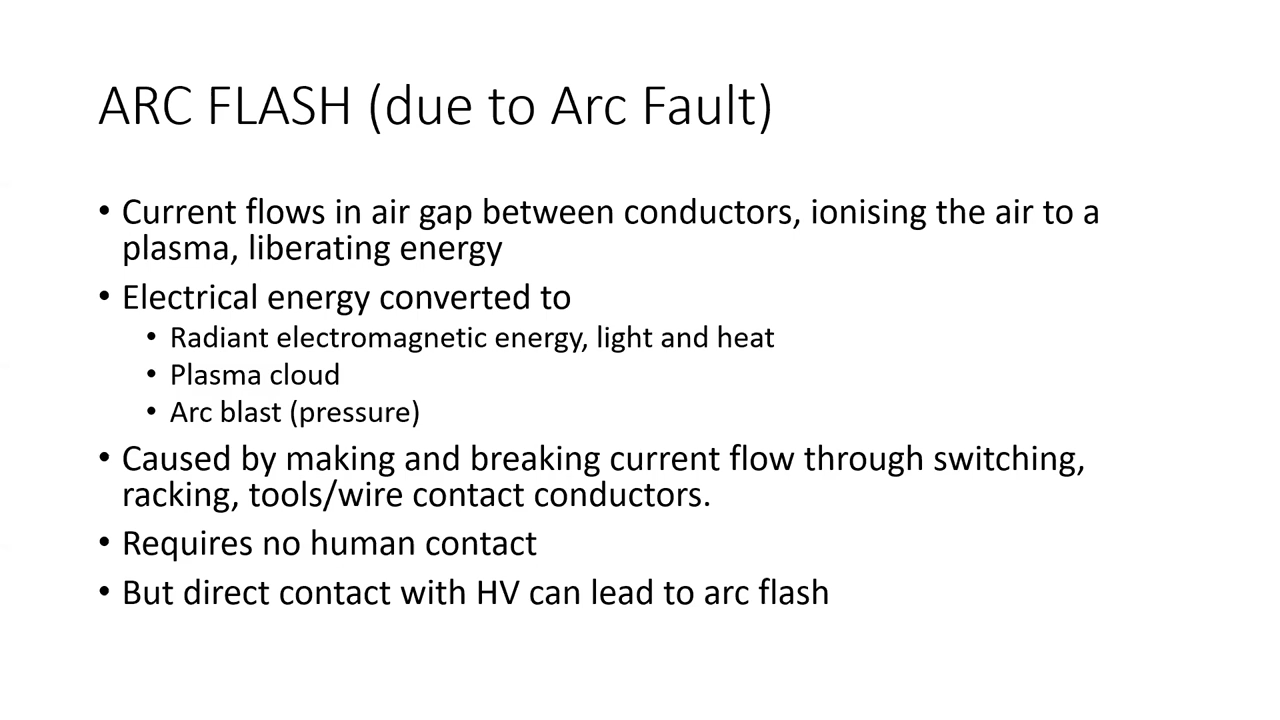 ARC FLASH (due to Arc Fault)
• Current flows in air gap between conductors, ionising the air to a
plasma, liberating energy
• Electrical energy converted to
• Radiant electromagnetic energy, light and heat
• Plasma cloud
• Arc blast (pressure)
• Caused by making and breaking current flow through switching,
racking, tools/wire contact conductors.
• Requires no human contact
• But direct contact with HV can lead to arc flash